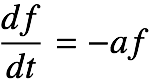 df/dt = −af